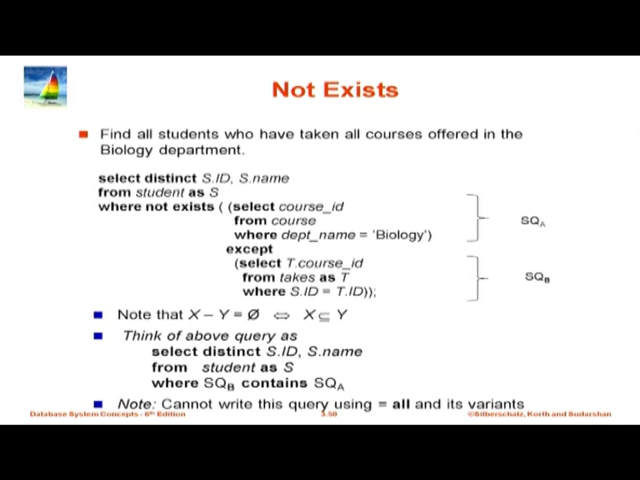 Not Exists
Find all students who have taken all courses offered in the
Biology department.
select distinct S.ID, S.name
from student as S
where not exists ( (select course_id
from course
where dept_name = 'Biology')
except
(select T.course_id
from takes as T
where S.ID = T.ID));
SQA
SQB
Note that X – Y = Ø ⇔ X ⊆ Y
Think of above query as
select distinct S.ID, S.name
from student as S
where SQB contains SQA
Note: Cannot write this query using = all and its variants
Database System Concepts - 6th Edition
3.50
©Silberschatz, Korth and Sudarshan